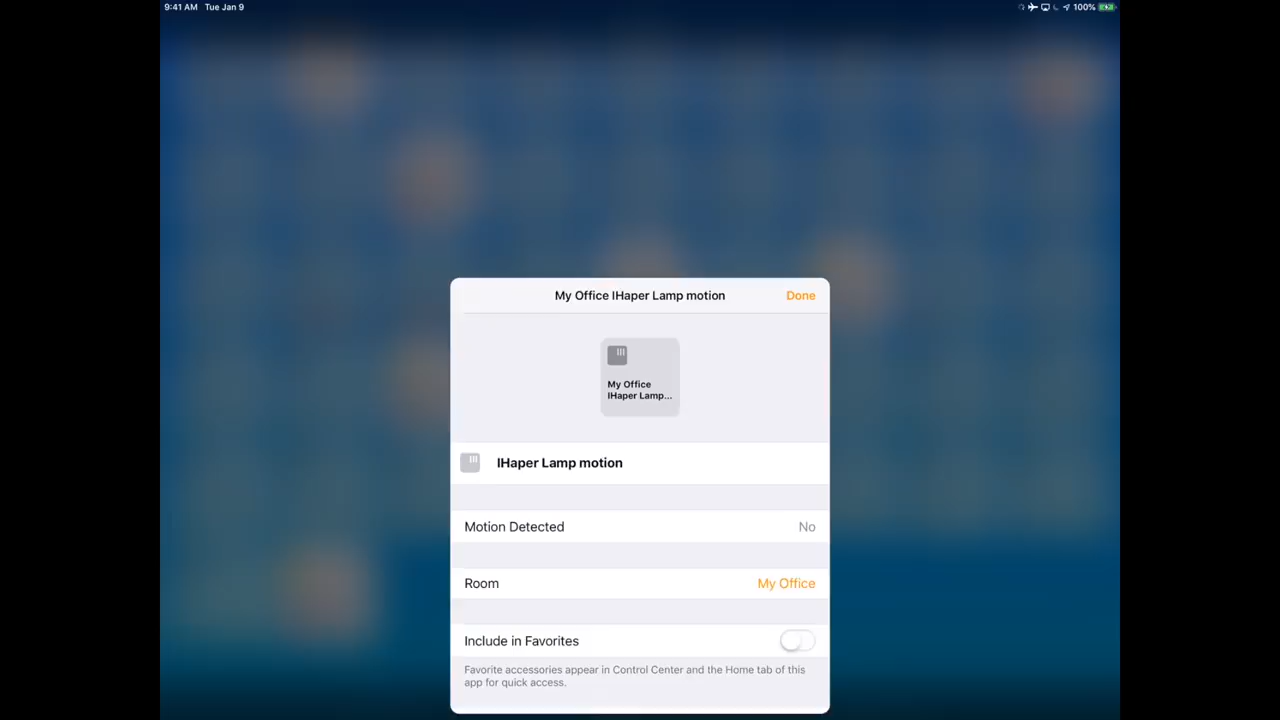 9:41 AM Tue Jan 9
100%
My Office IHaper Lamp motion
Done
My Office
IHaper Lamp...
IHaper Lamp motion
Motion Detected
No
Room
My Office
Include in Favorites
Favorite accessories appear in Control Center and the Home tab of this
app for quick access.